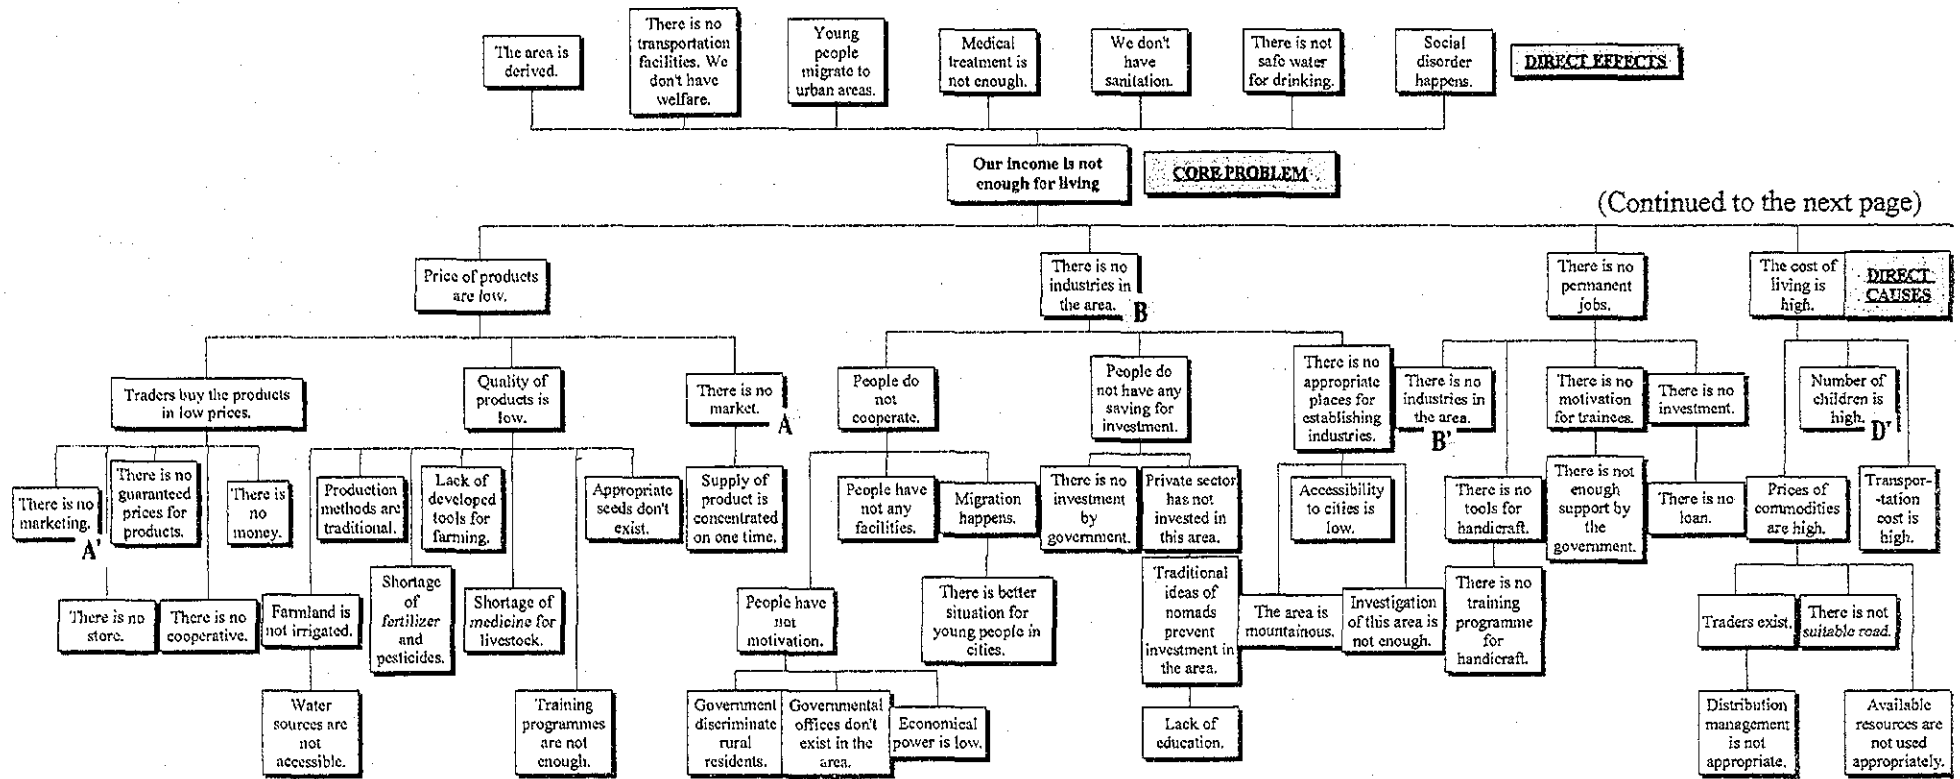 The area is
derived.
There is no
transportation
facilities. We
don't have
welfare.
Young
people
migrate to
urban areas.
Medical
treatment is
not enough.
We don't
have
sanitation.
There is not
safe water
for drinking.
Social
disorder
happens.
DIRECT EFFECTS
Our income is not
enough for living
CORE PROBLEM
(Continued to the next page)
Price of products
are low.
There is no
industries in
the area.
B
There is no
permanent
jobs.
The cost of
living is
high.
DIRECT
CAUSES
Traders buy the products
in low prices.
Quality of
products is
low.
There is no
market.
A
People do
not
cooperate.
People do
not have any
saving for
investment.
There is no
appropriate
places for
establishing
industries.
There is no
industries in
the area.
B'
There is no
motivation
for trainees.
There is no
investment.
Number of
children is
high.
D'
There is no
marketing.
A'
There is no
guaranteed
prices for
products.
There is
no
money.
Production
methods are
traditional.
Lack of
developed
tools for
farming.
Appropriate
seeds don't
exist.
Supply of
product is
concentrated
on one time.
People have
not any
facilities.
Migration
happens.
There is no
investment
by
government.
Private sector
has not
invested in
this area.
Accessibility
to cities is
low.
There is no
tools for
handicraft.
There is not
enough
support by
the
government.
There is no
loan.
Prices of
commodities
are high.
Transpor-
-tation
cost is
high.
There is no
store.
There is no
cooperative.
Farmland is
not irrigated.
Shortage
of
fertilizer
and
pesticides.
Shortage of
medicine for
livestock.
People have
not
motivation.
There is better
situation for
young people in
cities.
Traditional
ideas of
nomads
prevent
investment in
the area.
The area is
mountainous.
Investigation
of this area is
not enough.
There is no
training
programme
for
handicraft.
Traders exist.
There is not
suitable road.
Water
sources are
not
accessible.
Training
programmes
are not
enough.
Government
discriminate
rural
residents.
Governmental
offices don't
exist in the
area.
Economical
power is low.
Lack of
education.
Distribution
management
is not
appropriate.
Available
resources are
not used
appropriately.